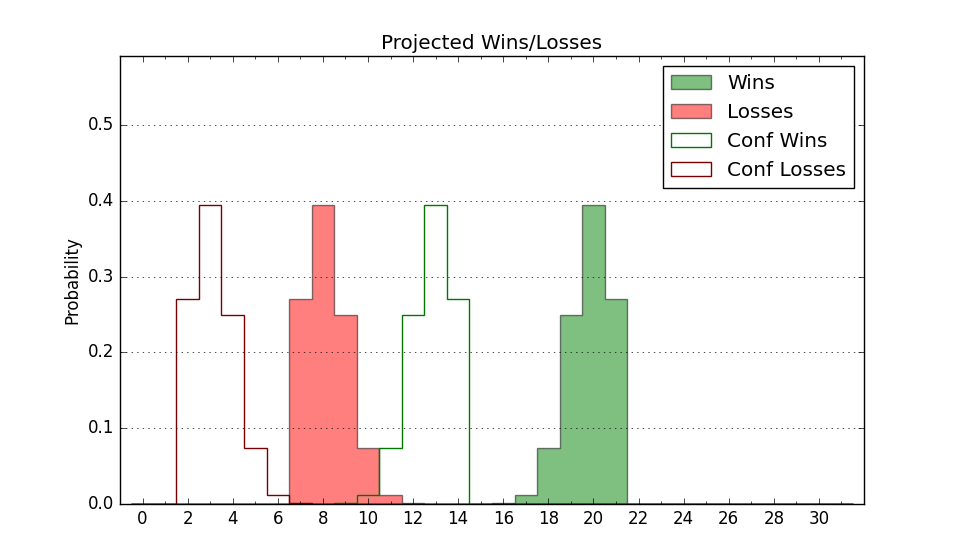 Projected Wins/Losses
Wins
Losses
Conf Wins
Conf Losses
Probability
0.5
0.4
0.3
0.2
0.1
0.0
0 2 4 6 8 10 12 14 16 18 20 22 24 26 28 30